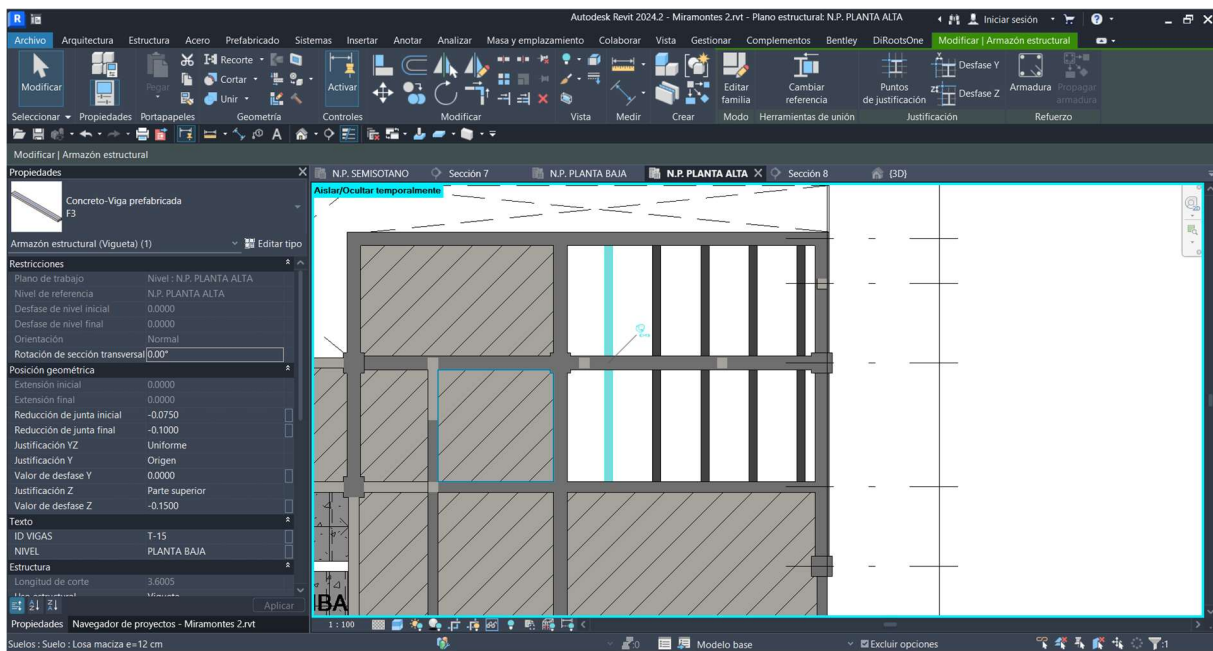 Autodesk Revit 2024.2 - Miramontes 2.rvt - Plano estructural: N.P. PLANTA ALTA
Iniciar sesión
Archivo Arquitectura Estructura Acero Prefabricado Sistemas Insertar Anotar Analizar Masa y emplazamiento Colaborar Vista Gestionar Complementos Bentley DiRootsOne Modificar | Armazón estructural
Modificar
Pegar
Recorte
Cortar
Unir
Activar
Editar familia
Cambiar referencia
Puntos de justificación
Desfase Y
Desfase Z
Armadura
Propagar armadura
Seleccionar Propiedades Portapapeles Geometría Controles Modificar Vista Medir Crear Modo Herramientas de unión Justificación Refuerzo
Modificar | Armazón estructural
Propiedades
N.P. SEMISOTANO Sección 7 N.P. PLANTA BAJA N.P. PLANTA ALTA Sección 8 {3D}
Aislar/Ocultar temporalmente
Concreto-Viga prefabricada
F3
Armazón estructural (Vigueta) (1) Editar tipo
Restricciones
Plano de trabajo Nivel : N.P. PLANTA ALTA
Nivel de referencia N.P. PLANTA ALTA
Desfase de nivel inicial 0.0000
Desfase de nivel final 0.0000
Orientación Normal
Rotación de sección transversal 0.00°
Posición geométrica
Extensión inicial 0.0000
Extensión final 0.0000
Reducción de junta inicial -0.0750
Reducción de junta final -0.1000
Justificación YZ Uniforme
Justificación Y Origen
Valor de desfase Y 0.0000
Justificación Z Parte superior
Valor de desfase Z -0.1500
Texto
ID VIGAS T-15
NIVEL PLANTA BAJA
Estructura
Longitud de corte 3.6005
Uso estructural Vigueta
Aplicar
BA
Propiedades Navegador de proyectos - Miramontes 2.rvt
1 : 100
Suelos : Suelo : Losa maciza e=12 cm
:0 Modelo base Excluir opciones :1